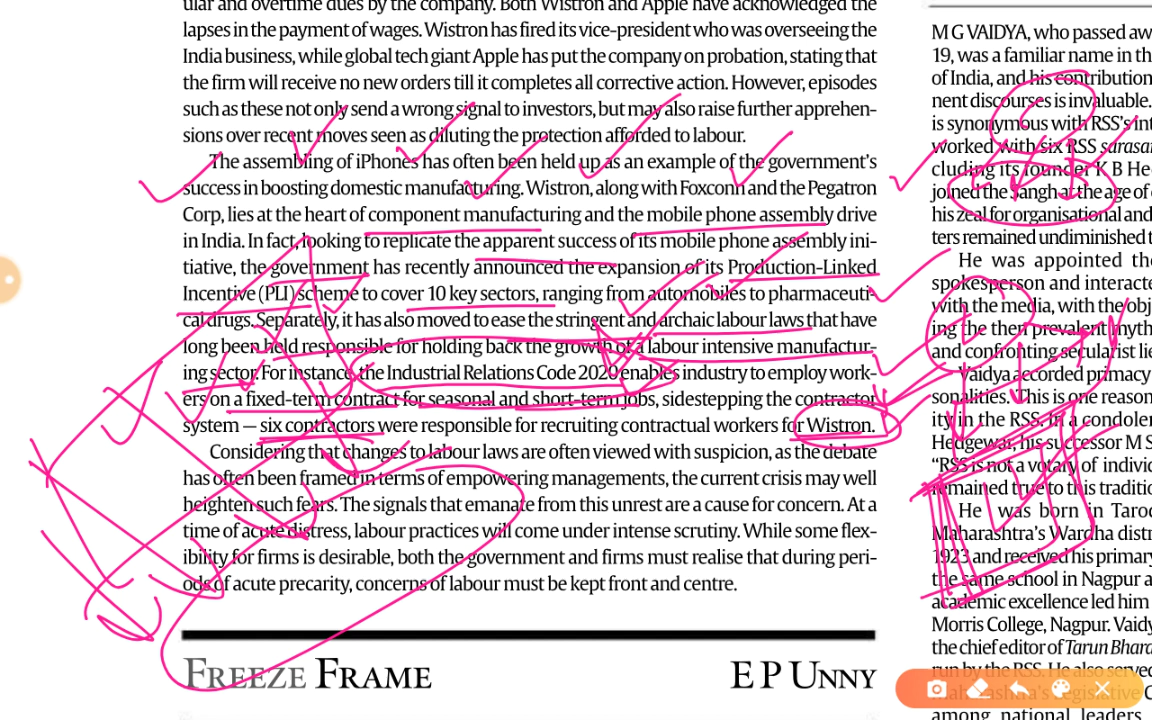 ular and overtime dues by the company. Both Wistron and Apple have acknowledged the
lapses in the payment of wages. Wistron has fired its vice-president who was overseeing the
India business, while global tech giant Apple has put the company on probation, stating that
the firm will receive no new orders till it completes all corrective action. However, episodes
such as these not only send a wrong signal to investors, but may also raise further apprehen-
sions over recent moves seen as diluting the protection afforded to labour.
The assembling of iPhones has often been held up as an example of the government's
success in boosting domestic manufacturing. Wistron, along with Foxconn and the Pegatron
Corp, lies at the heart of component manufacturing and the mobile phone assembly drive
in India. In fact, looking to replicate the apparent success of its mobile phone assembly ini-
tiative, the government has recently announced the expansion of its Production-Linked
Incentive (PLI) scheme to cover 10 key sectors, ranging from automobiles to pharmaceuti-
cal drugs. Separately, it has also moved to ease the stringent and archaic labour laws that have
long been held responsible for holding back the growth of a labour intensive manufactur-
ing sector. For instance, the Industrial Relations Code 2020 enables industry to employ work-
ers on a fixed-term contract for seasonal and short-term jobs, sidestepping the contractor
system — six contractors were responsible for recruiting contractual workers for Wistron.
Considering that changes to labour laws are often viewed with suspicion, as the debate
has often been framed in terms of empowering managements, the current crisis may well
heighten such fears. The signals that emanate from this unrest are a cause for concern. At a
time of acute distress, labour practices will come under intense scrutiny. While some flex-
ibility for firms is desirable, both the government and firms must realise that during peri-
ods of acute precarity, concerns of labour must be kept front and centre.
FREEZE FRAME
E P UNNY
M G VAIDYA, who passed aw
19, was a familiar name in th
of India, and his contribution
nent discourses is invaluable.
is synonymous with RSS's int
worked with six RSS sarasa
cluding its founder K B He
joined the Sangh at the age of
his zeal for organisational and
ters remained undiminished t
He was appointed the
spokesperson and interacte
with the media, with the obj
ing the then prevalent myth
and confronting secularist lie
Vaidya accorded primacy
sonalities. This is one reason
ity in the RSS. In a condolen
Hedgewar, his successor M S
"RSS is not a votary of individ
remained true to this traditio
He was born in Taroc
Maharashtra's Wardha distr
1923 and received his primary
the same school in Nagpur a
academic excellence led him
Morris College, Nagpur. Vaidy
the chief editor of Tarun Bhara
run by the RSS. He also served
Legislative C
among national leaders.